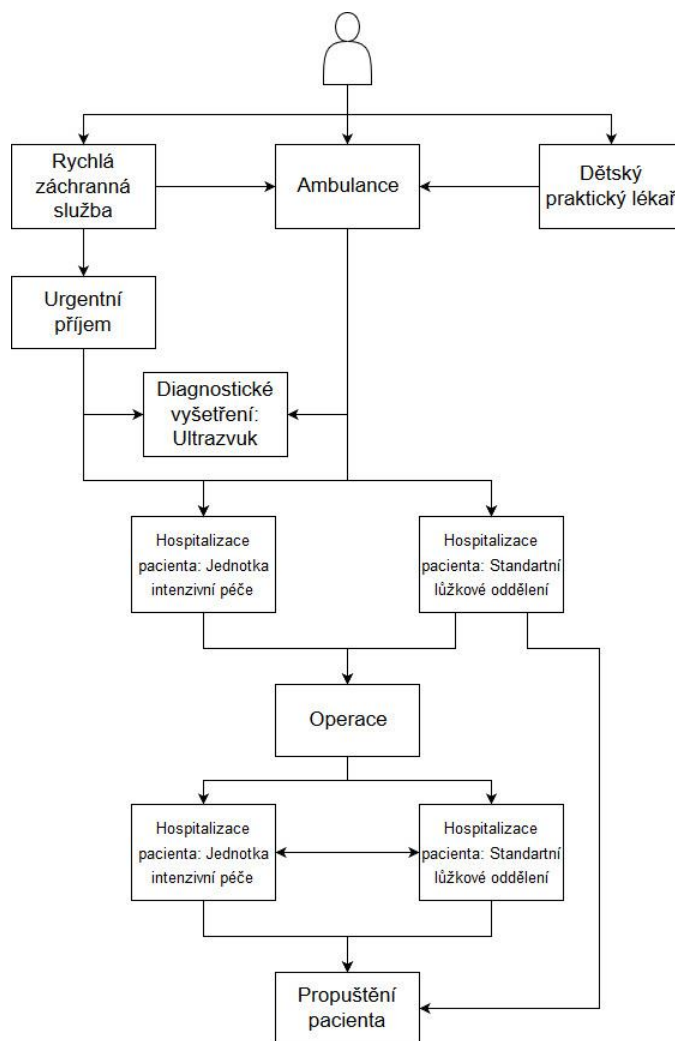 Rychlá
záchranná
služba
Ambulance
Dětský
praktický lékař
Urgentní
příjem
Diagnostické
vyšetření:
Ultrazvuk
Hospitalizace
pacienta: Jednotka
intenzivní péče
Hospitalizace
pacienta: Standartní
lůžkové oddělení
Operace
Hospitalizace
pacienta: Jednotka
intenzivní péče
Hospitalizace
pacienta: Standartní
lůžkové oddělení
Propuštění
pacienta